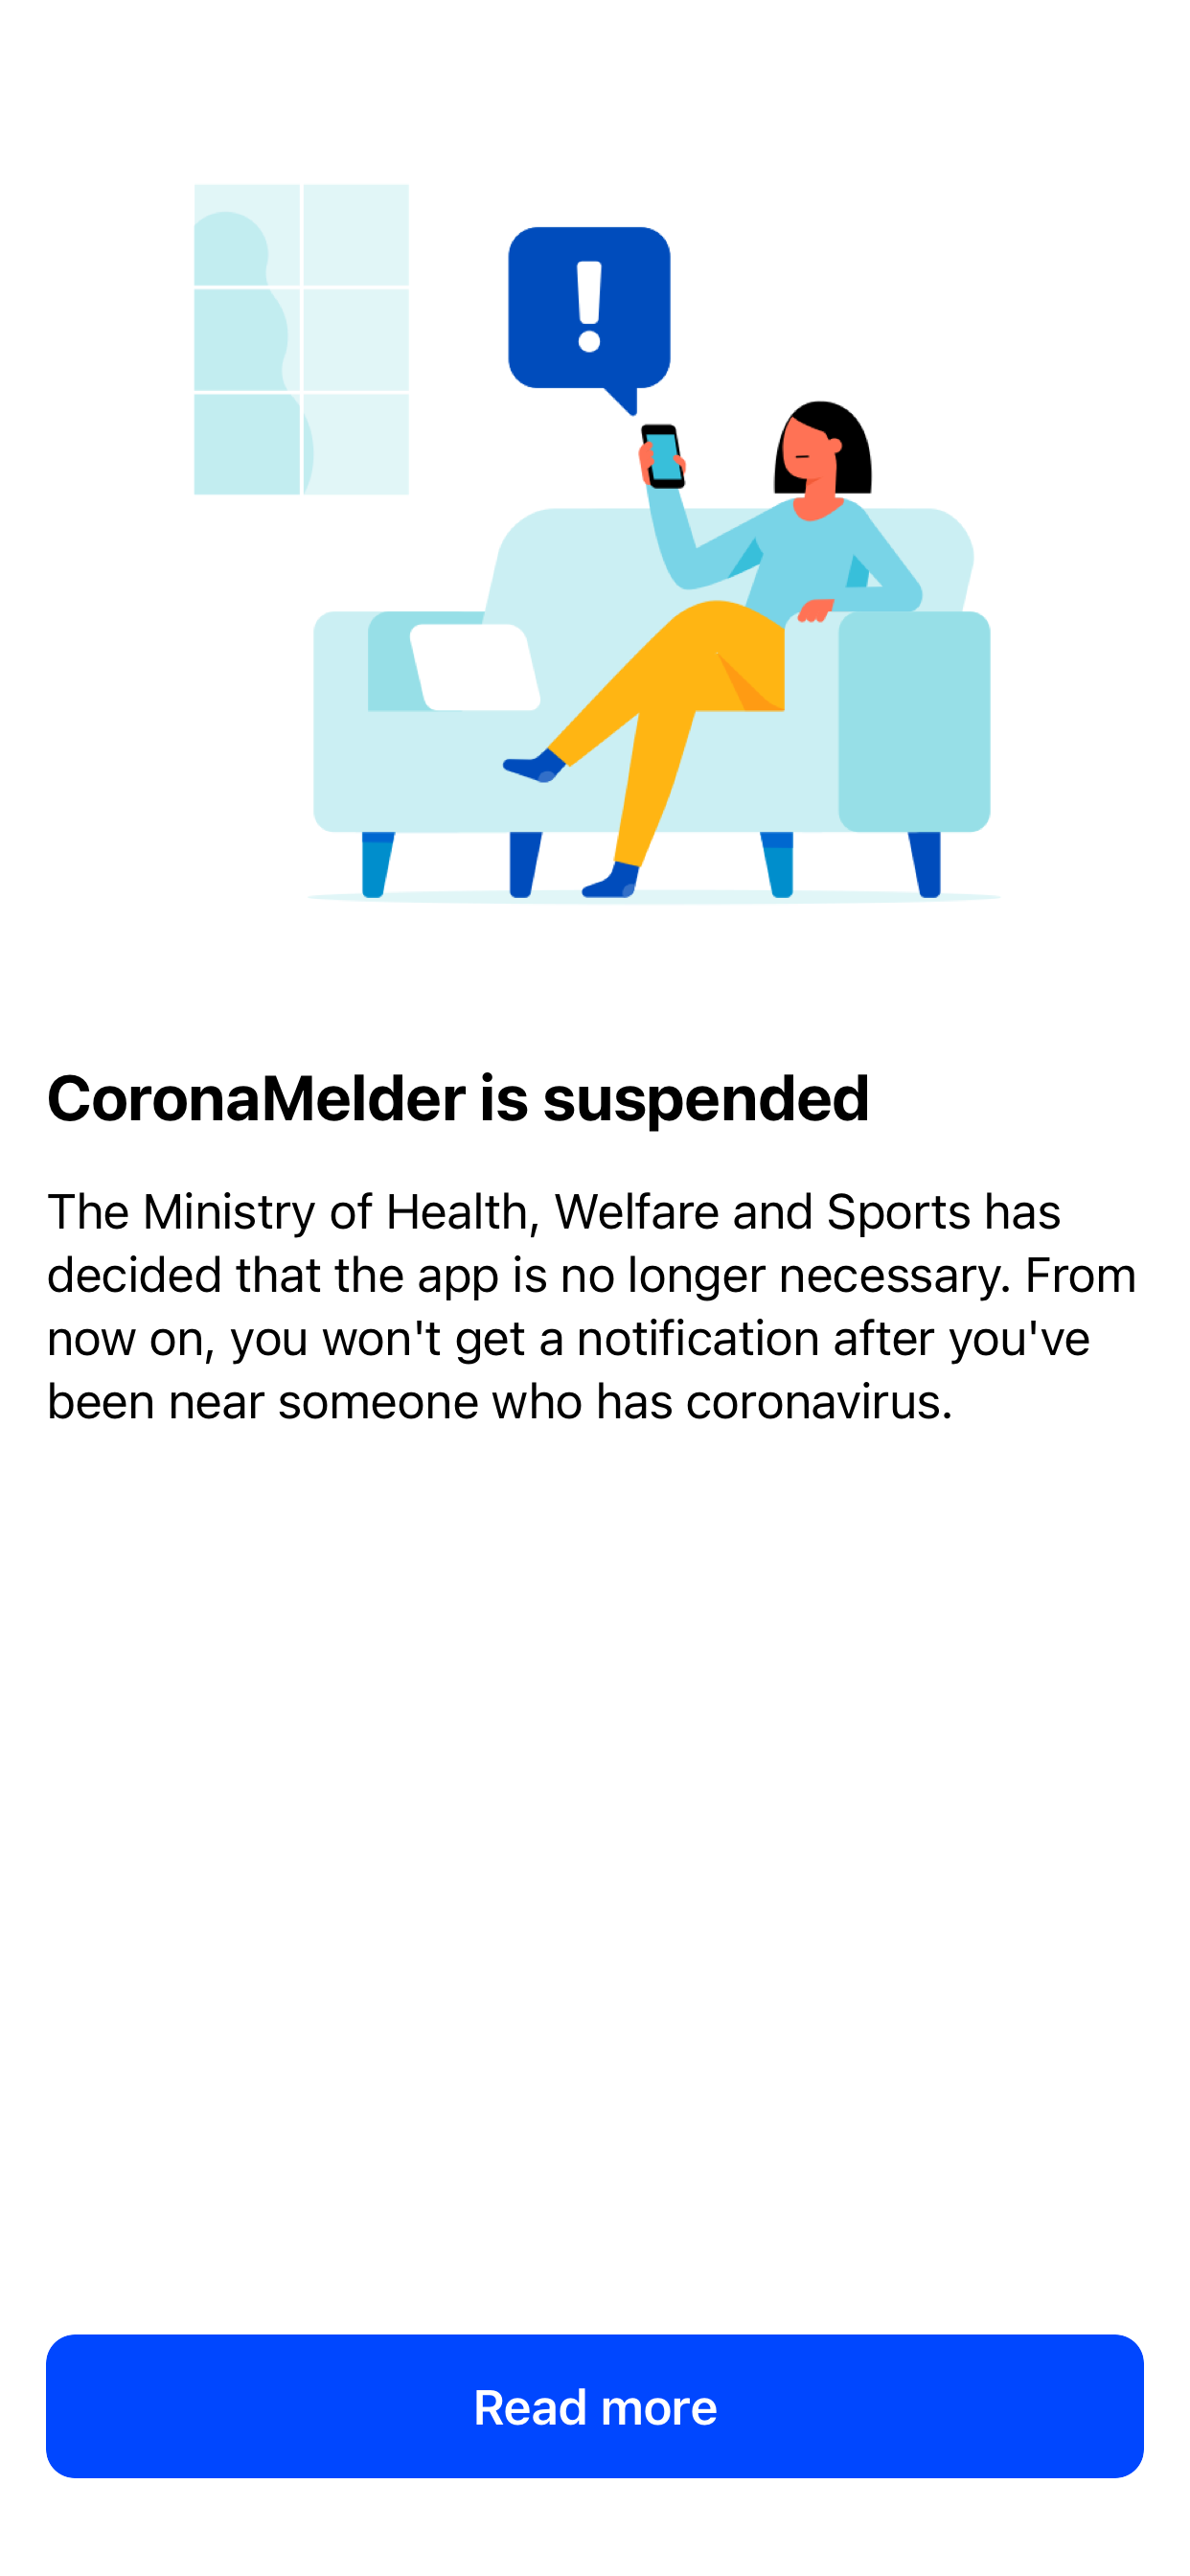 !
CoronaMelder is suspended
The Ministry of Health, Welfare and Sports has
decided that the app is no longer necessary. From
now on, you won't get a notification after you've
been near someone who has coronavirus.
Read more